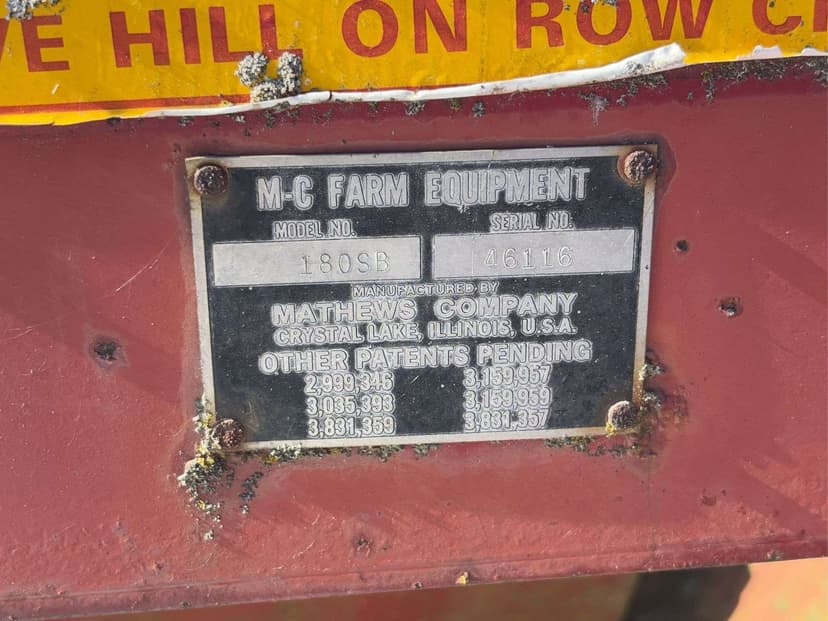 VE HILL ON ROW C
M-C FARM EQUIPMENT
MODEL NO. SERIAL NO.
180SB 46116
MANUFACTURED BY
MATHEWS COMPANY
CRYSTAL LAKE, ILLINOIS, U.S.A.
OTHER PATENTS PENDING
2,999,346 3,159,957
3,035,393 3,159,959
3,831,359 3,831,357